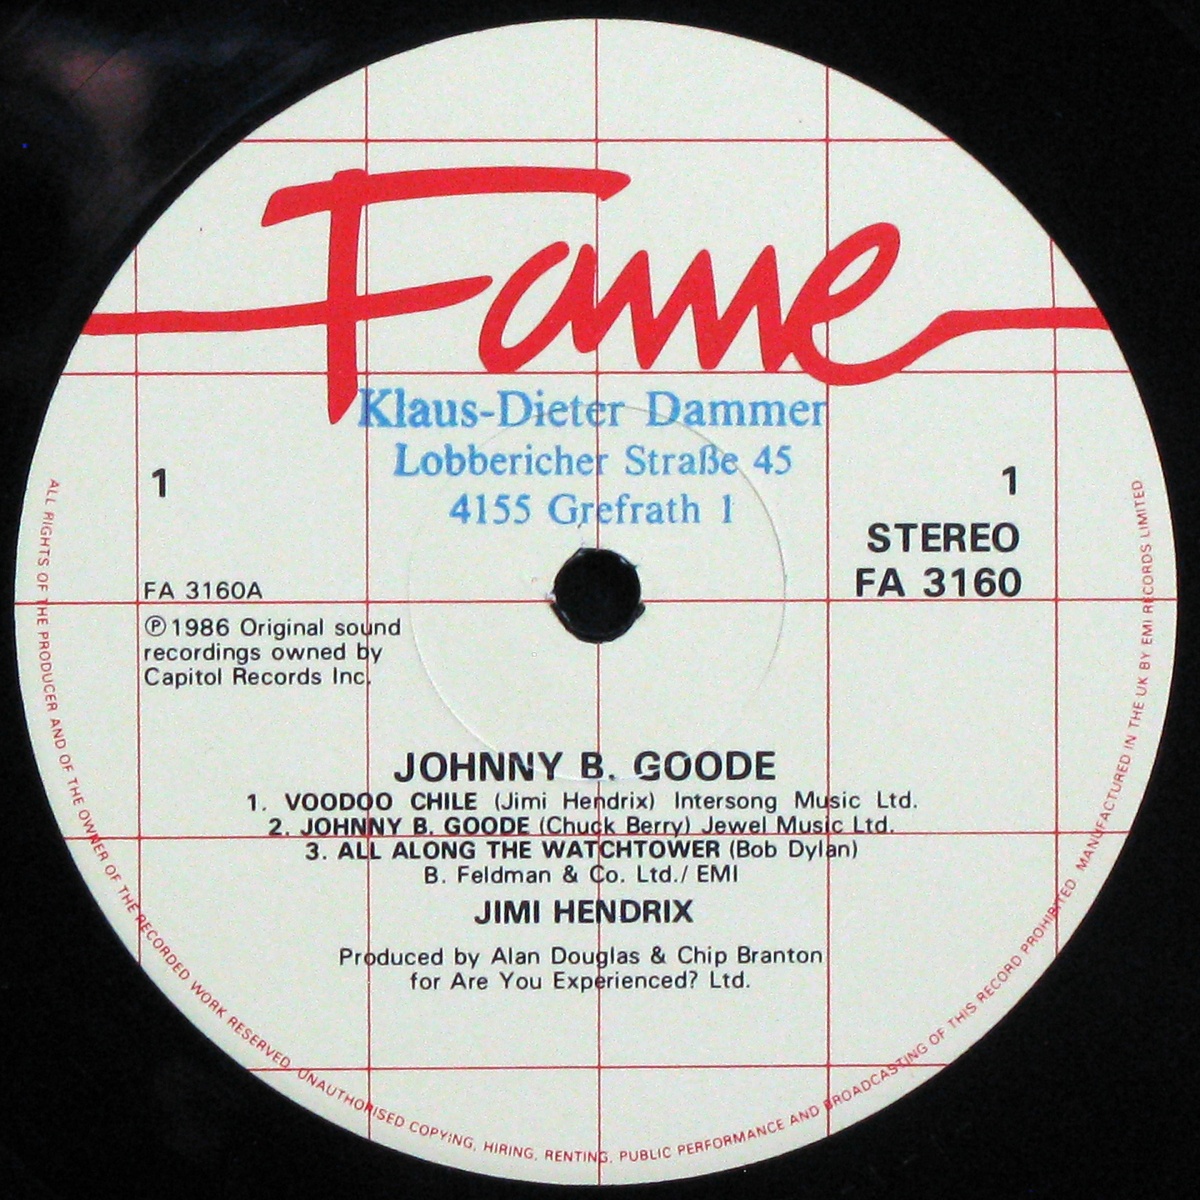 Fame
Klaus-Dieter Dammer
Lobbericher Straße 45
4155 Grefrath 1
1
1
STEREO
FA 3160
FA 3160A
Ⓟ1986 Original sound
recordings owned by
Capitol Records Inc.
JOHNNY B. GOODE
1. VOODOO CHILE (Jimi Hendrix) Intersong Music Ltd.
2. JOHNNY B. GOODE (Chuck Berry) Jewel Music Ltd.
3. ALL ALONG THE WATCHTOWER (Bob Dylan)
B. Feldman & Co. Ltd./ EMI
JIMI HENDRIX
Produced by Alan Douglas & Chip Branton
for Are You Experienced? Ltd.
ALL RIGHTS OF THE PRODUCER AND OF THE OWNER OF THE RECORDED WORK RESERVED. UNAUTHORISED COPYING, HIRING, RENTING, PUBLIC PERFORMANCE AND BROADCASTING OF THIS RECORD PROHIBITED. MANUFACTURED IN THE UK BY EMI RECORDS LIMITED